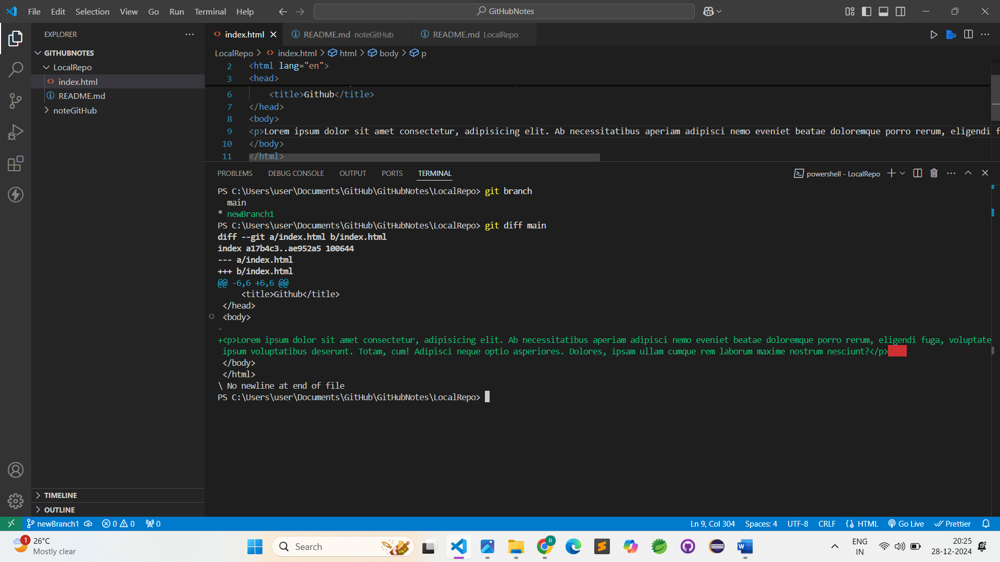 File Edit Selection View Go Run Terminal Help
GitHubNotes
EXPLORER
GITHUBNOTES
LocalRepo
index.html
README.md
noteGitHub
TIMELINE
OUTLINE
index.html
README.md noteGitHub
README.md LocalRepo
LocalRepo > <> index.html > html > body > p
2 <html lang="en">
3 <head>
6 <title>Github</title>
7 </head>
8 <body>
9 <p>Lorem ipsum dolor sit amet consectetur, adipisicing elit. Ab necessitatibus aperiam adipisci nemo eveniet beatae doloremque porro rerum, eligendi f
10 </body>
11 </html>
PROBLEMS DEBUG CONSOLE OUTPUT PORTS TERMINAL
powershell - LocalRepo
PS C:\Users\user\Documents\GitHub\GitHubNotes\LocalRepo> git branch
main
* newBranch1
PS C:\Users\user\Documents\GitHub\GitHubNotes\LocalRepo> git diff main
diff --git a/index.html b/index.html
index a17b4c3..ae952a5 100644
--- a/index.html
+++ b/index.html
@@ -6,6 +6,6 @@
<title>Github</title>
</head>
<body>
-
+<p>Lorem ipsum dolor sit amet consectetur, adipisicing elit. Ab necessitatibus aperiam adipisci nemo eveniet beatae doloremque porro rerum, eligendi fuga, voluptate
ipsum voluptatibus deserunt. Totam, cum! Adipisci neque optio asperiores. Dolores, ipsam ullam cumque rem laborum maxime nostrum nesciunt?</p>
</body>
</html>
\ No newline at end of file
PS C:\Users\user\Documents\GitHub\GitHubNotes\LocalRepo>
newBranch1 0 0 0
Ln 9, Col 304 Spaces: 4 UTF-8 CRLF {} HTML Go Live Prettier
1
26°C
Mostly clear
Search
R
W
ENG
IN
20:25
28-12-2024